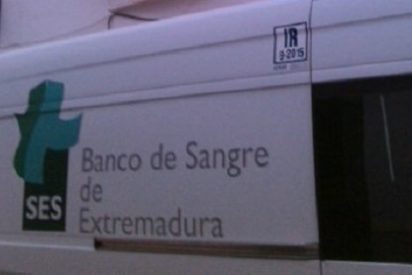 IR
9-2015
SES
Banco de Sangre
de
Extremadura